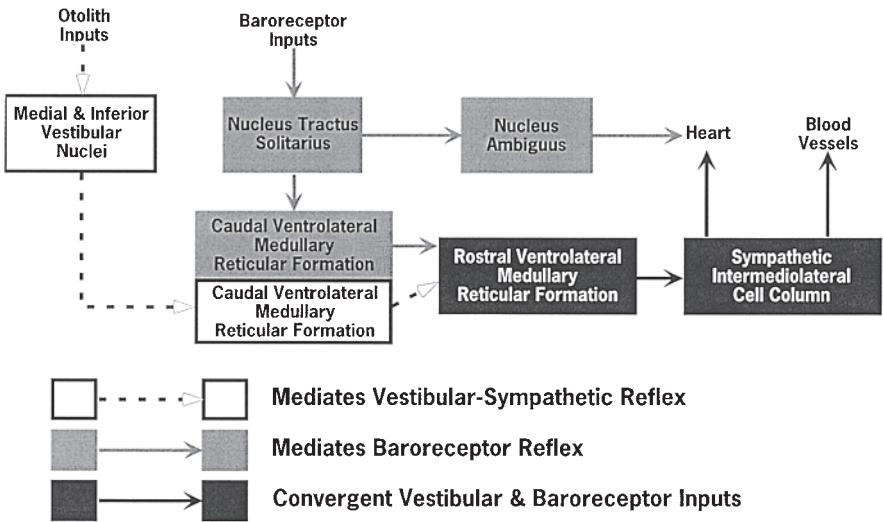 Otolith
Inputs
Baroreceptor
Inputs
Medial & Inferior
Vestibular
Nuclei
Nucleus Tractus
Solitarius
Nucleus
Ambiguus
Heart
Blood
Vessels
Caudal Ventrolateral
Medullary
Reticular Formation
Caudal Ventrolateral
Medullary
Reticular Formation
Rostral Ventrolateral
Medullary
Reticular Formation
Sympathetic
Intermediolateral
Cell Column
Mediates Vestibular-Sympathetic Reflex
Mediates Baroreceptor Reflex
Convergent Vestibular & Baroreceptor Inputs